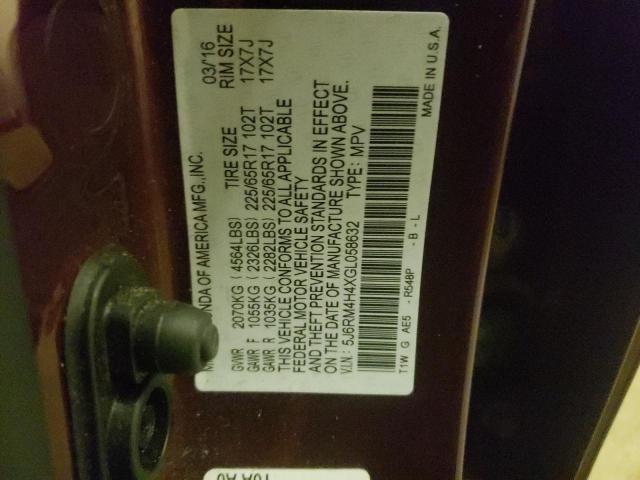 NDA OF AMERICA MFG.,INC. 03/'16
TIRE SIZE RIM SIZE
GVWR 2070KG (4564LBS)
GAWR F 1055KG (2326LBS) 225/65R17 102T 17X7J
GAWR R 1035KG (2282LBS) 225/65R17 102T 17X7J
THIS VEHICLE CONFORMS TO ALL APPLICABLE
FEDERAL MOTOR VEHICLE SAFETY
AND THEFT PREVENTION STANDARDS IN EFFECT
ON THE DATE OF MANUFACTURE SHOWN ABOVE.
V.I.N.: 5J6RM4H4XGL058632 TYPE: MPV
T1W G AE5 - R548P - B - L
MADE IN U.S.A.